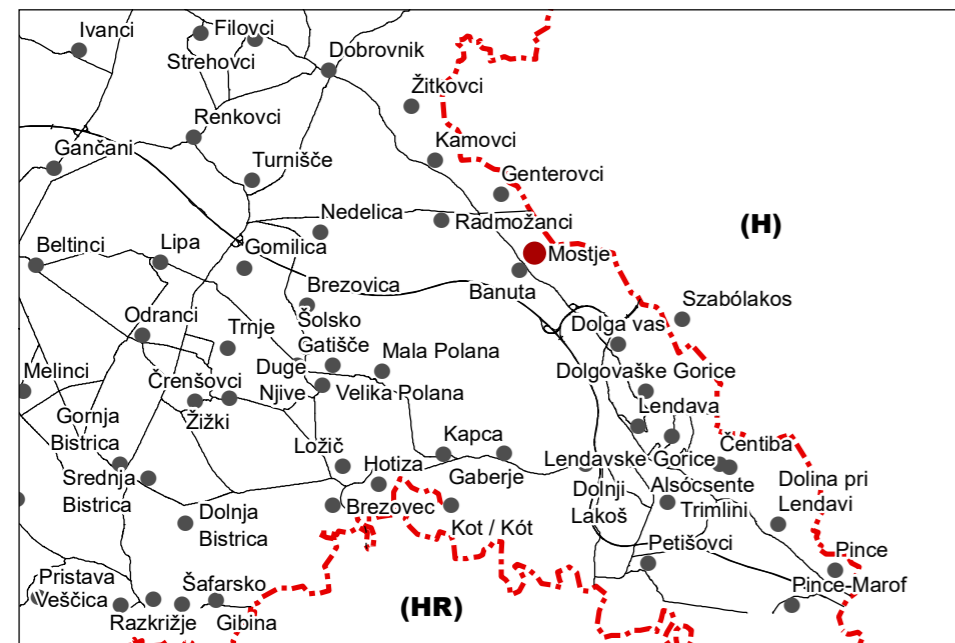 Ivanci
Filovci
Strehovci
Dobrovnik
Žitkovci
Renkovci
Kamovci
Gančani
Turnišče
Genterovci
Nedelica
Radmožanci
(H)
Beltinci
Lipa
Gomilica
Mostje
Brezovica
Banuta
Szabólakos
Odranci
Trnje
Šolsko
Dolga vas
Gatišče
Mala Polana
Melinci
Črenšovci
Duge
Njive
Velika Polana
Dolgovaške Gorice
Gornja
Bistrica
Žižki
Lendava
Ložič
Kapca
Čentiba
Srednja
Bistrica
Hotiza
Gaberje
Lendavske Gorice
Dolnji
Lakoš
Alsócsente
Trimlini
Dolina pri
Lendavi
Dolnja
Bistrica
Brezovec
Kot / Kót
Petišovci
Pince
Pristava
Veščica
Šafarsko
(HR)
Pince-Marof
Razkrižje
Gibina